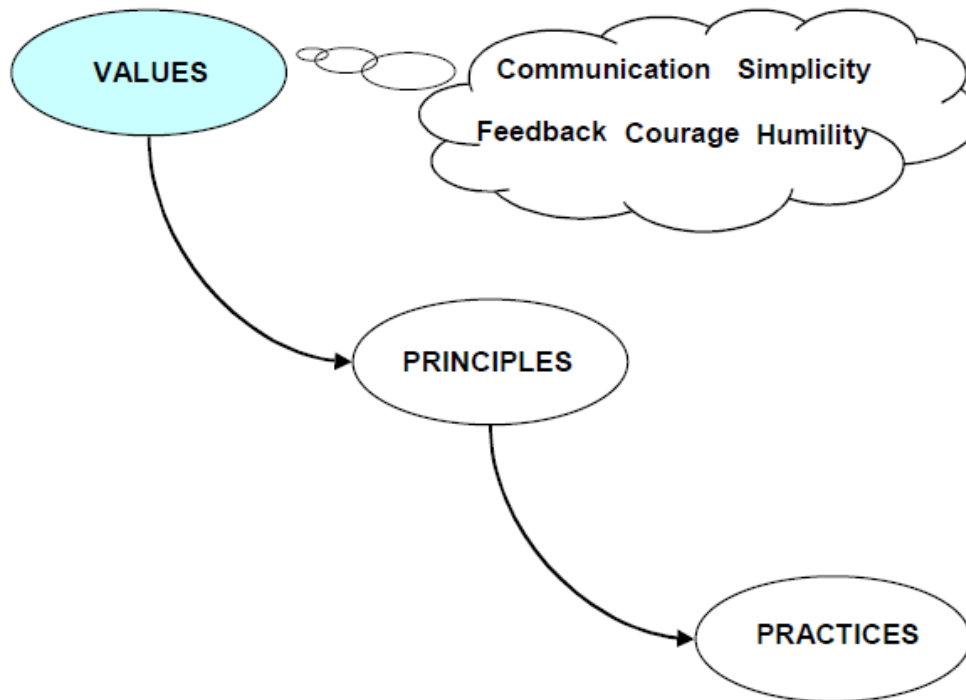 VALUES
Communication Simplicity
Feedback Courage Humility
PRINCIPLES
PRACTICES